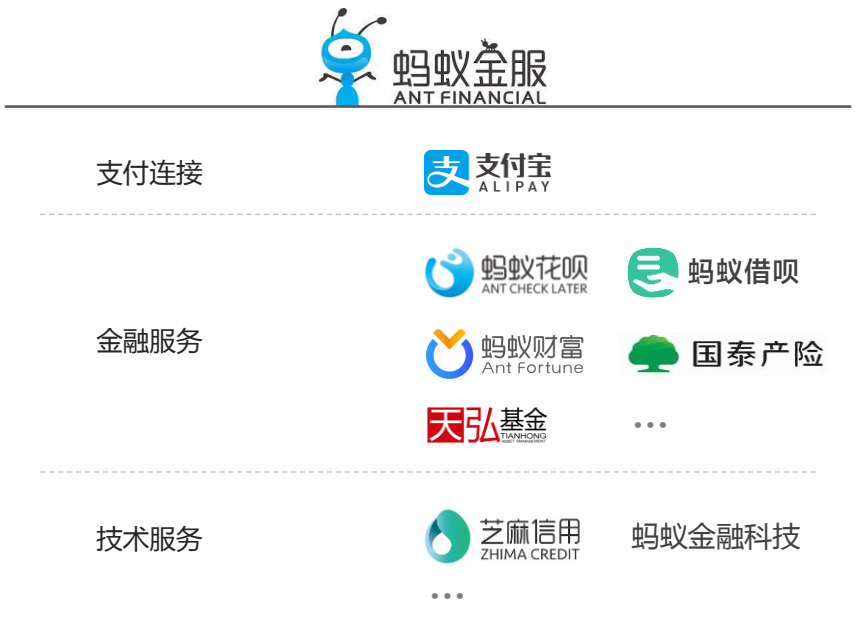 蚂蚁金服
ANT FINANCIAL
支付连接
支
支付宝
ALIPAY
金融服务
蚂蚁花呗
ANT CHECK LATER
蚂蚁借呗
蚂蚁财富
Ant Fortune
国泰产险
天弘基金
TIANHONG
ASSET MANAGEMENT
•••
技术服务
芝麻信用
ZHIMA CREDIT
蚂蚁金融科技
•••